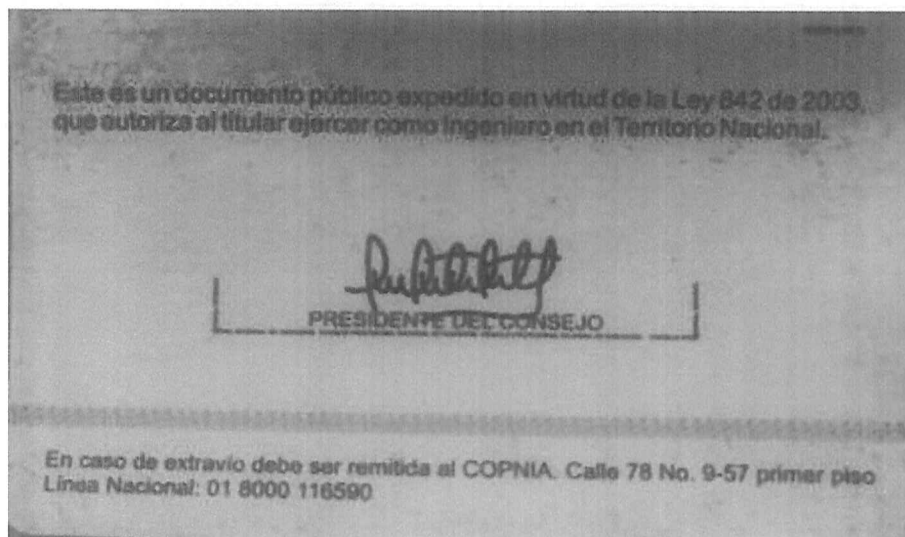 Este es un documento público expedido en virtud de la Ley 842 de 2003,
que autoriza al titular ejercer como Ingeniero en el Territorio Nacional.
PRESIDENTE DEL CONSEJO
En caso de extravío debe ser remitida al COPNIA. Calle 78 No. 9-57 primer piso
Línea Nacional: 01 8000 116590